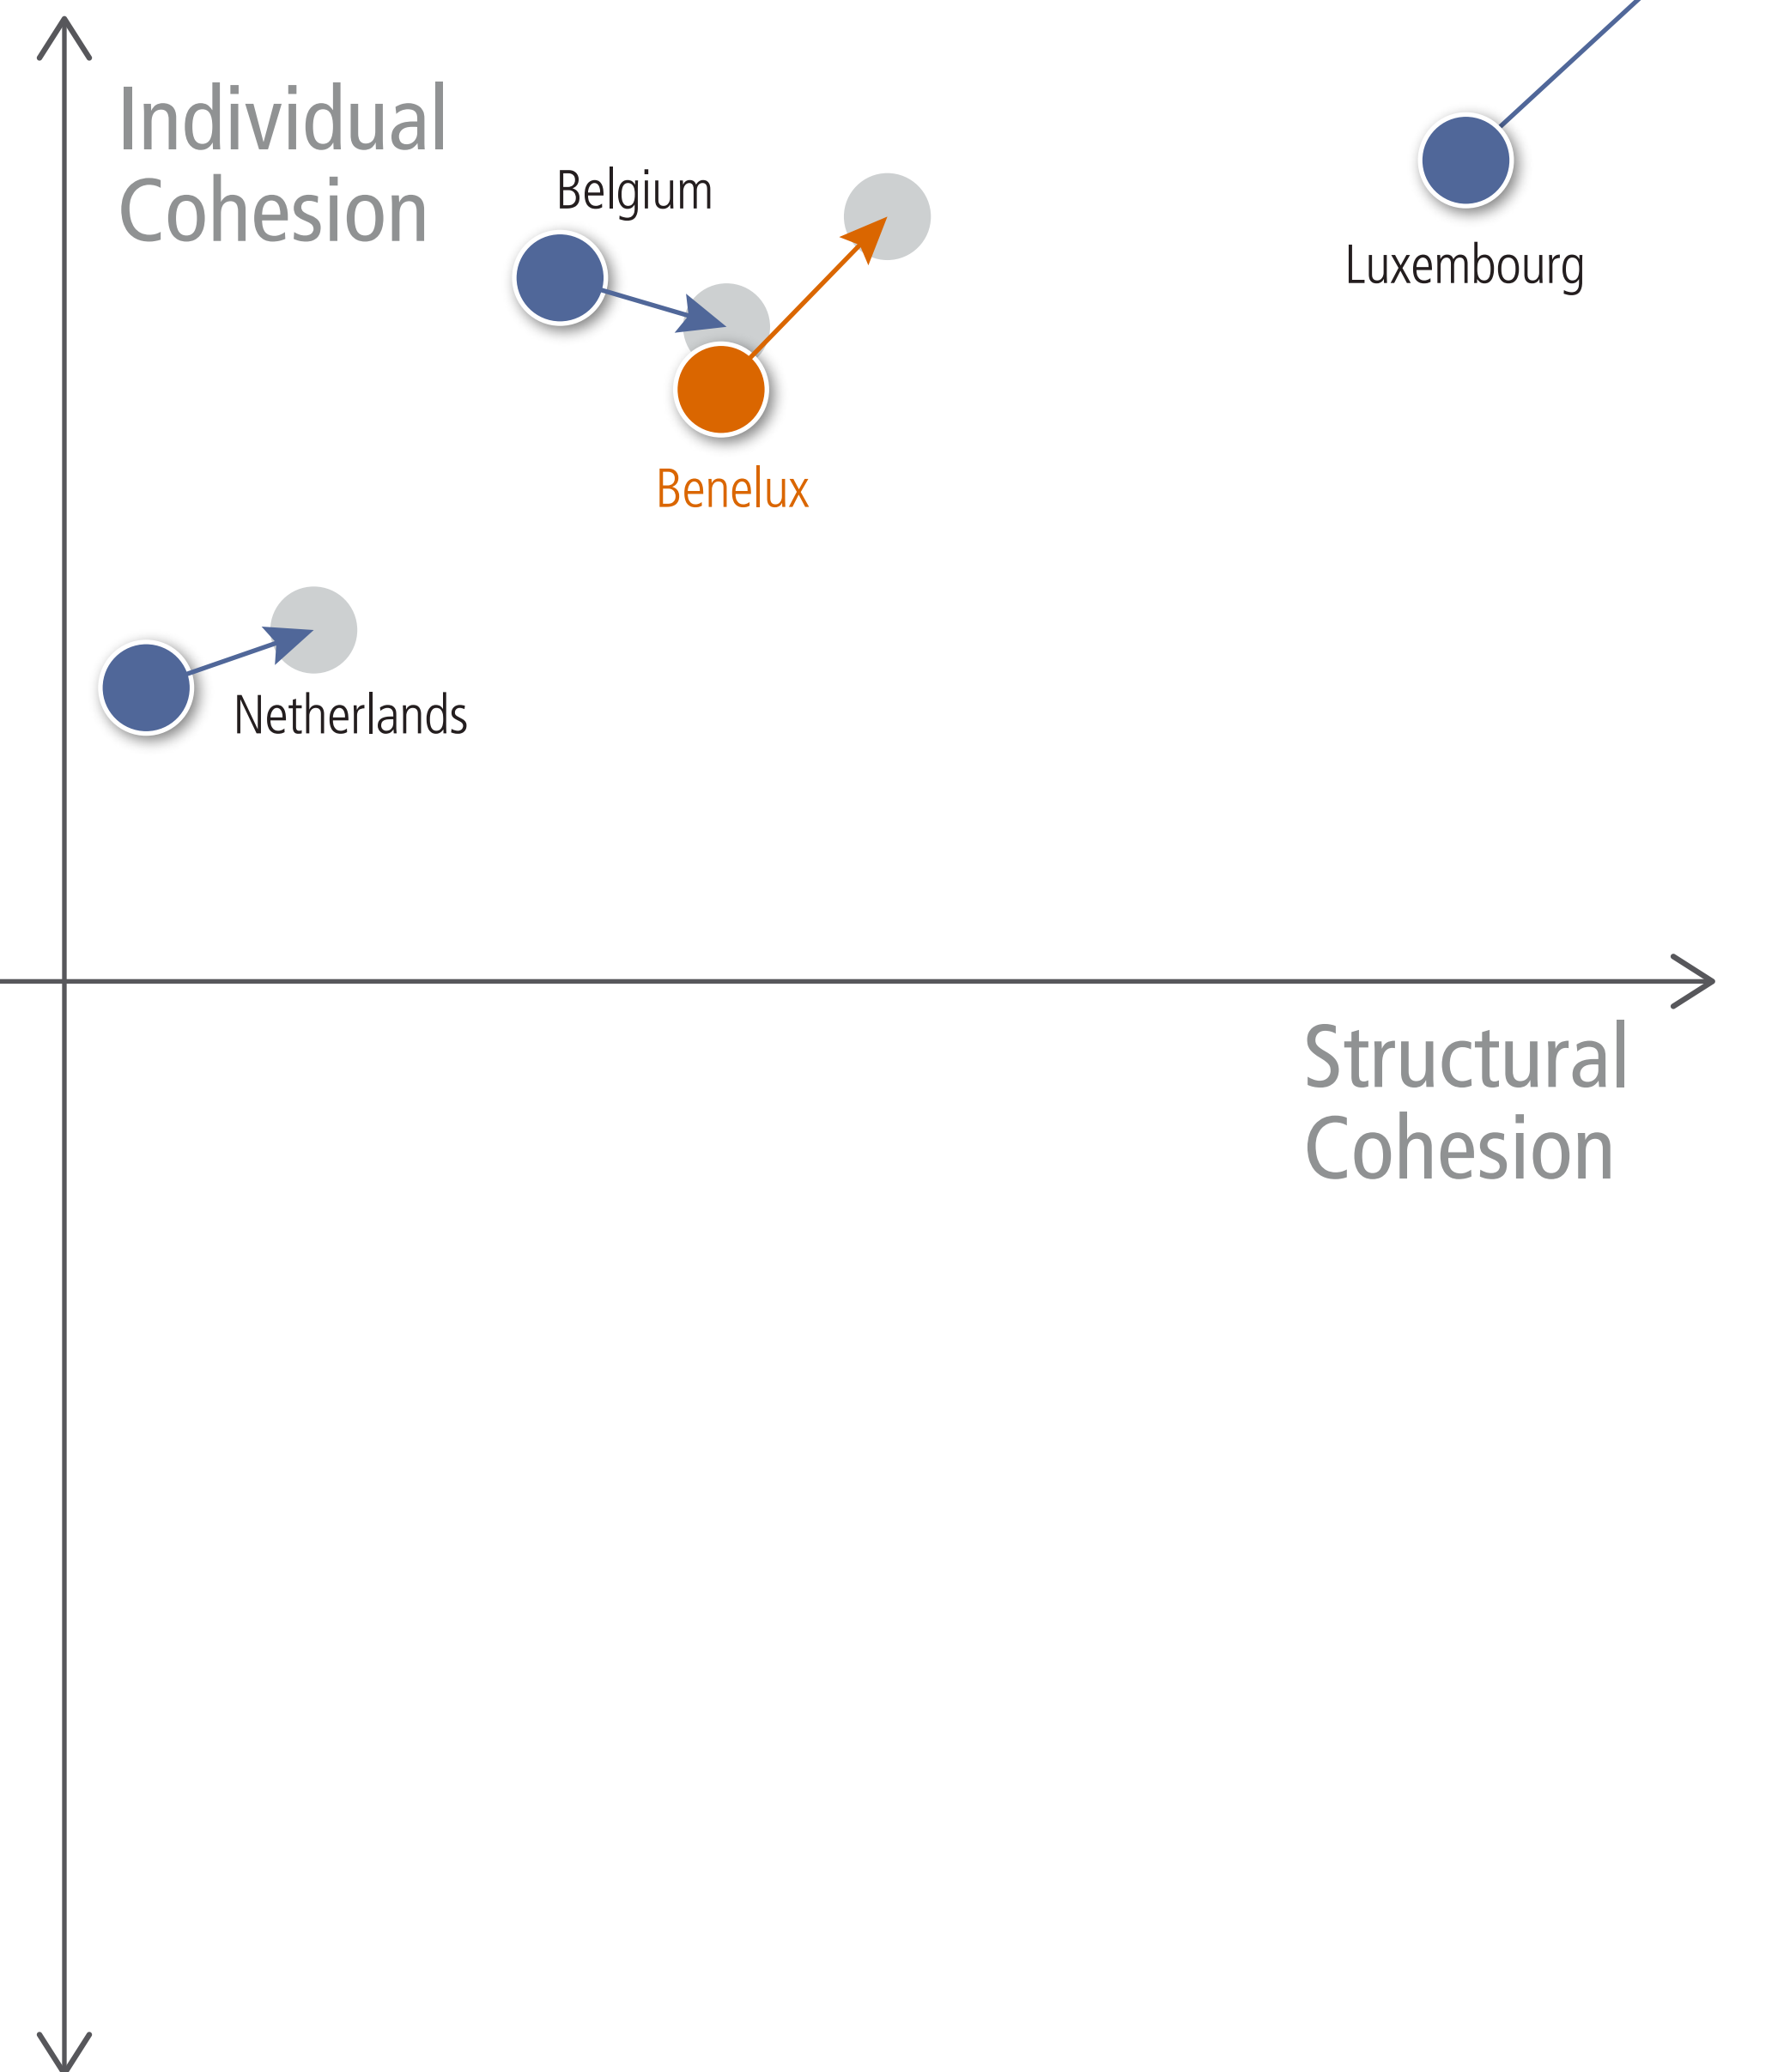 Individual
Cohesion
Belgium
Luxembourg
Benelux
Netherlands
Structural
Cohesion